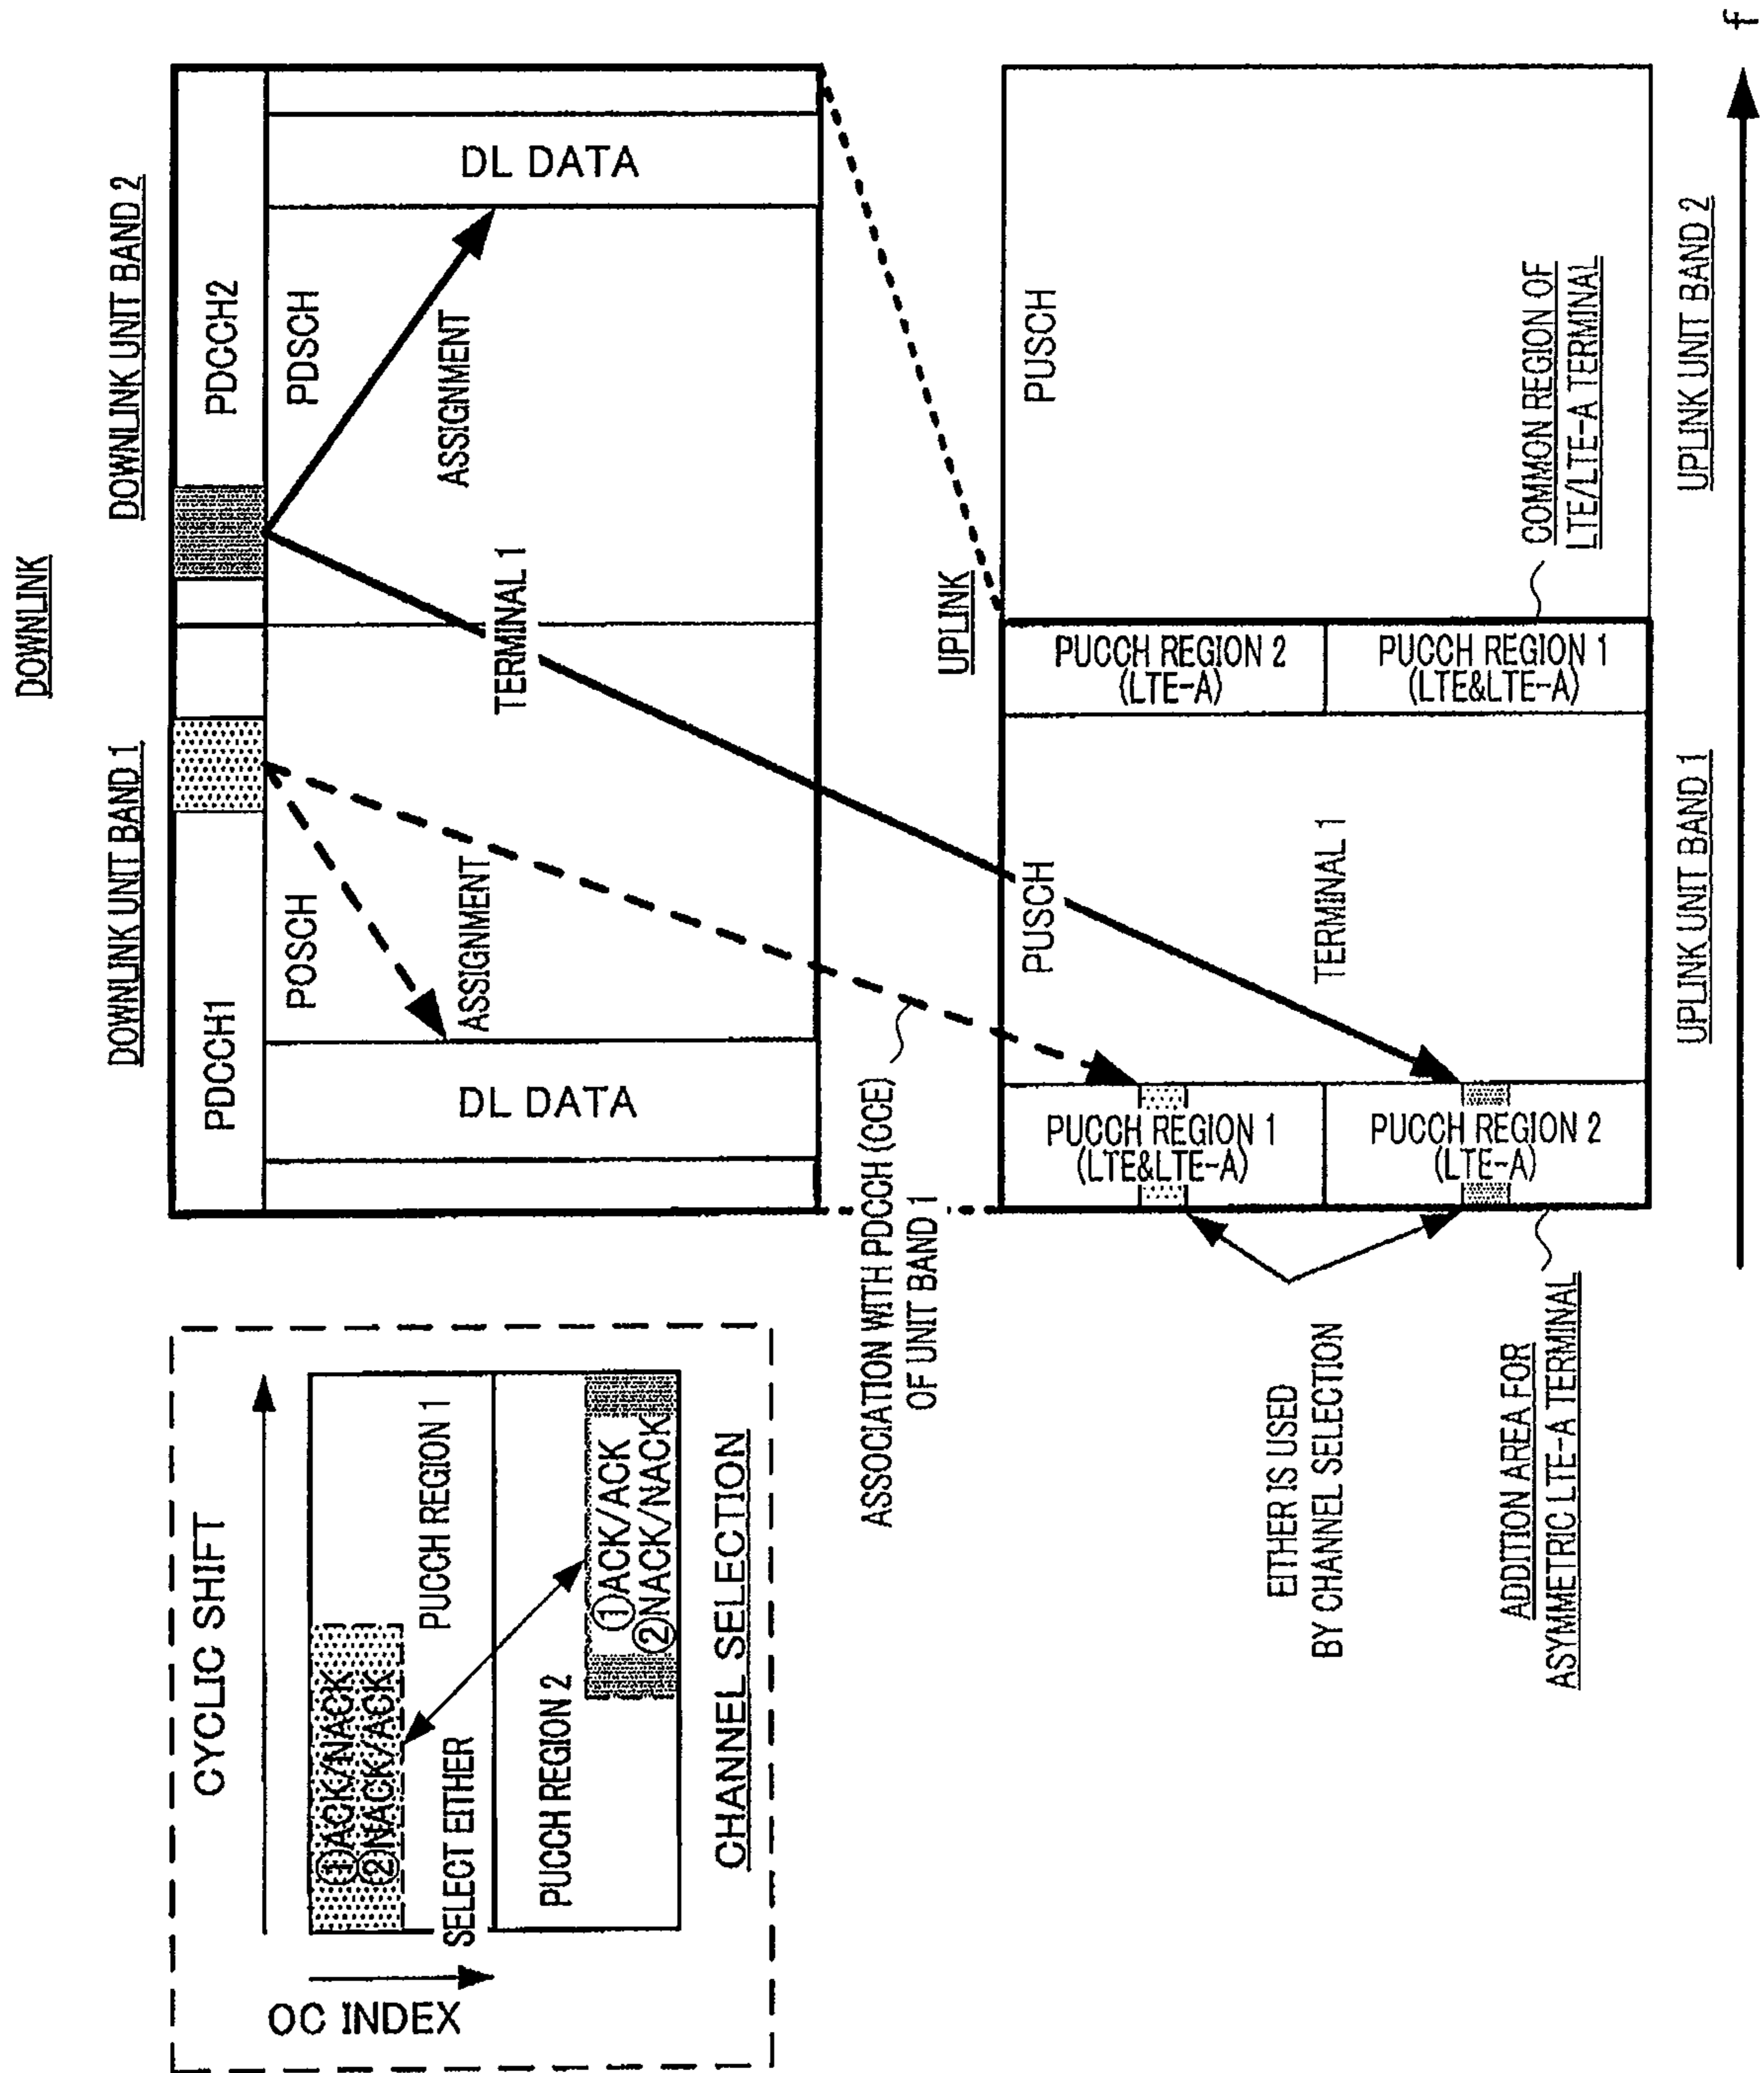 DOWNLINK
DOWNLINK UNIT BAND 1
DOWNLINK UNIT BAND 2
PDCCH1
PDCCH2
POSCH
PDSCH
ASSIGNMENT
ASSIGNMENT
DL DATA
DL DATA
TERMINAL 1
CYCLIC SHIFT
OC INDEX
①ACK/NACK
②NACK/ACK
PUCCH REGION 1
SELECT EITHER
PUCCH REGION 2
①ACK/ACK
②NACK/NACK
CHANNEL SELECTION
ASSOCIATION WITH PDCCH (CCE)
OF UNIT BAND 1
UPLINK
PUSCH
PUSCH
PUCCH REGION 1
(LTE&LTE-A)
PUCCH REGION 2
(LTE-A)
PUCCH REGION 2
(LTE-A)
PUCCH REGION 1
(LTE&LTE-A)
TERMINAL 1
EITHER IS USED
BY CHANNEL SELECTION
ADDITION AREA FOR
ASYMMETRIC LTE-A TERMINAL
COMMON REGION OF
LTE/LTE-A TERMINAL
UPLINK UNIT BAND 1
UPLINK UNIT BAND 2
f